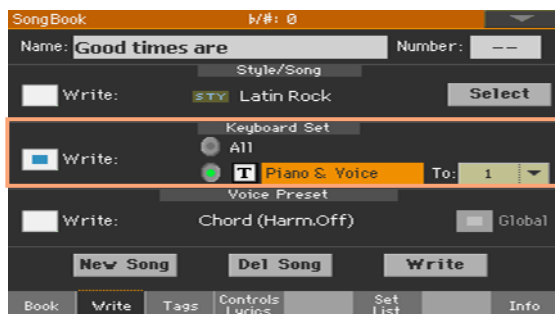 SongBook b/#: 0
Name: Good times are Number: --
Style/Song
Write: STY Latin Rock Select
Keyboard Set
All
Write: T Piano & Voice To: 1
Voice Preset
Write: Chord (Harm.Off) Global
New Song Del Song Write
Book Write Tags Controls Lyrics Set List Info